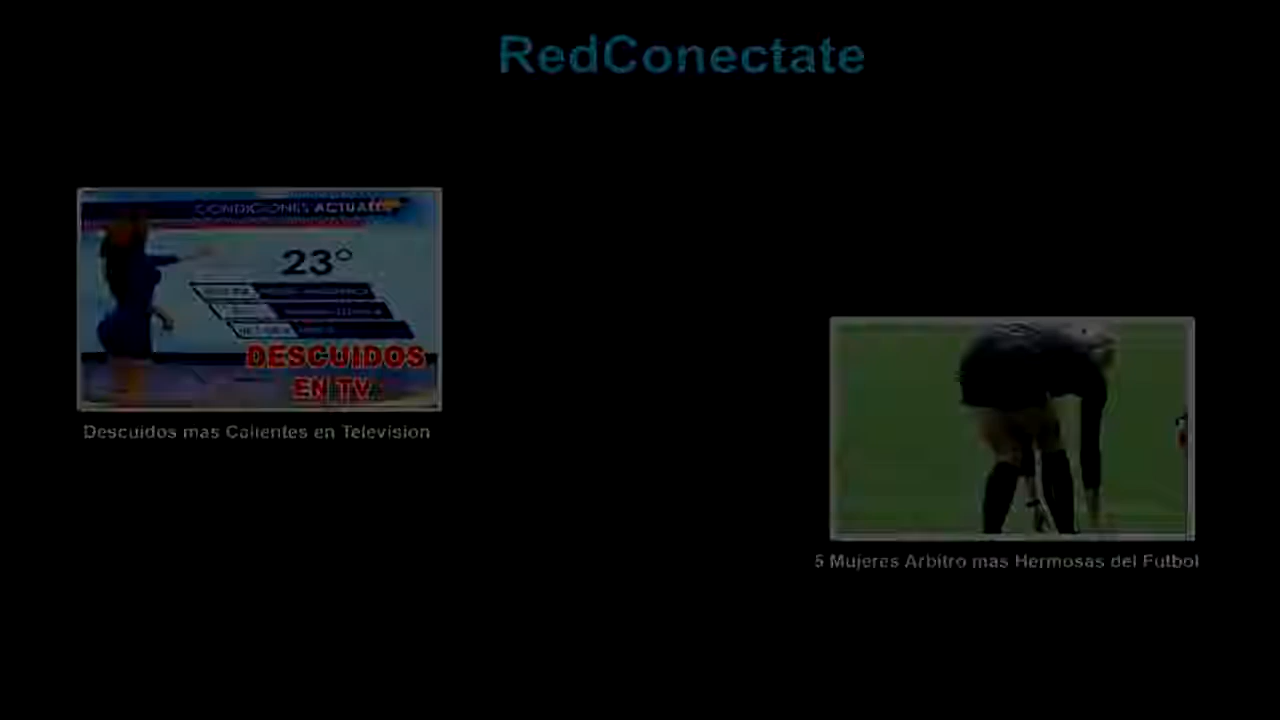 RedConectate
CONDICIONES ACTUALES
23°
DESCUIDOS
EN TV
Descuidos mas Calientes en Television
5 Mujeres Arbitro mas Hermosas del Futbol